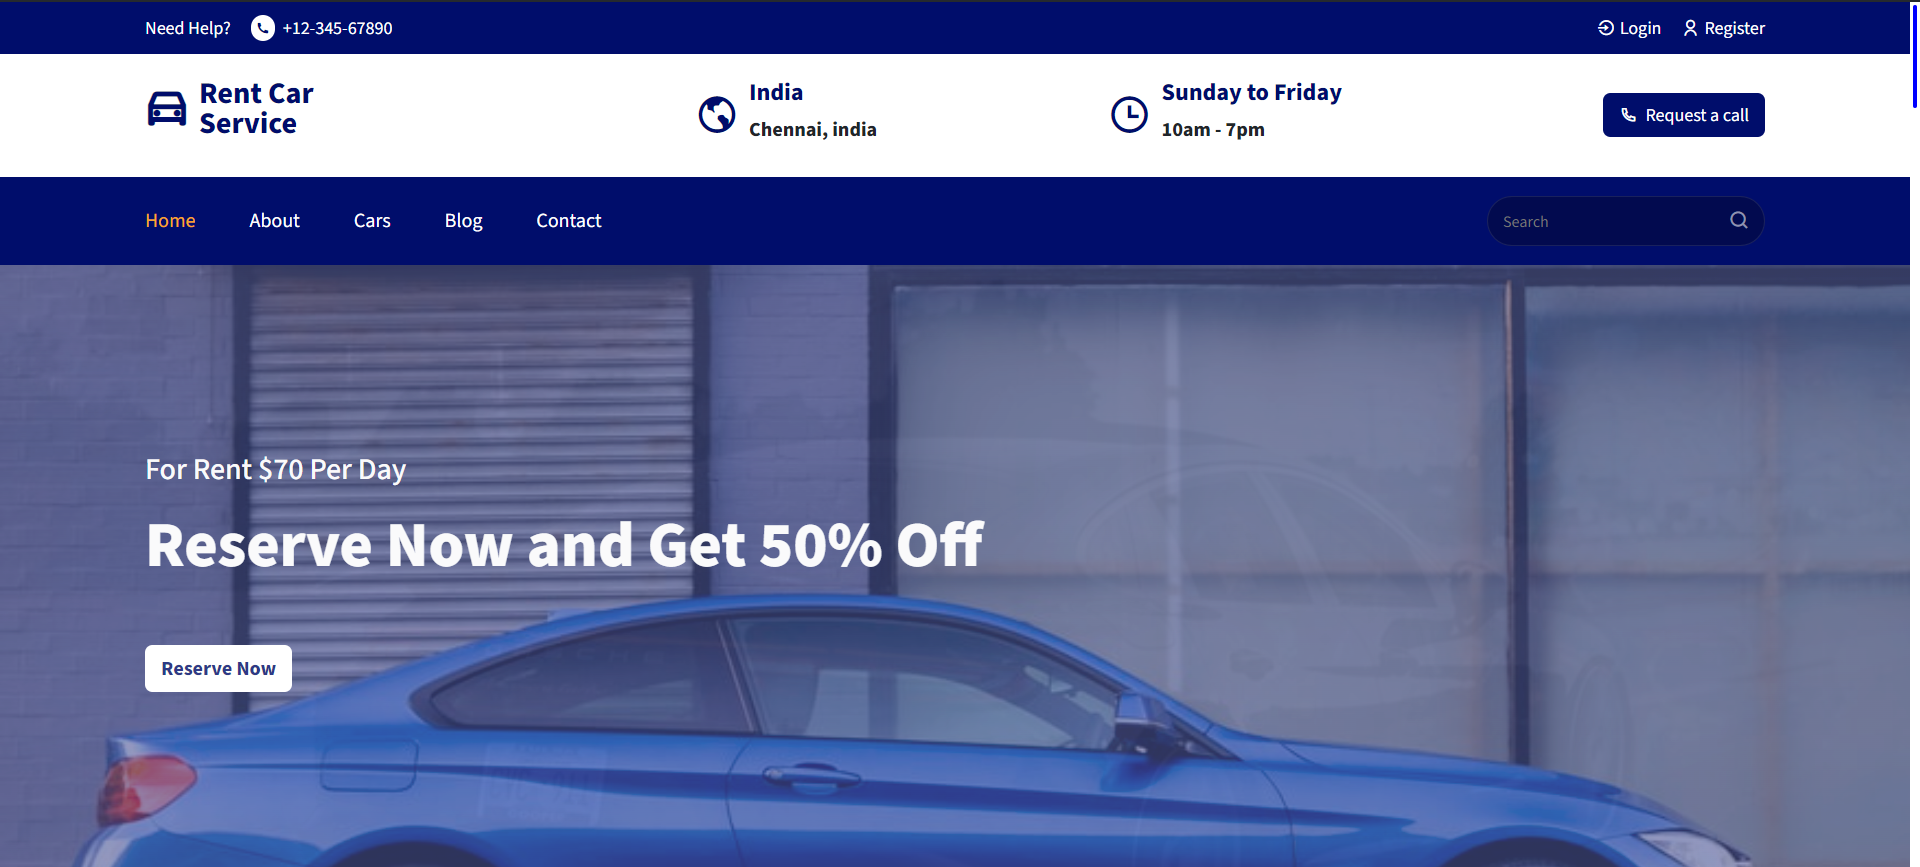 Need Help? +12-345-67890 Login Register
Rent Car
Service
India
Chennai, india
Sunday to Friday
10am - 7pm
Request a call
Home About Cars Blog Contact Search
For Rent $70 Per Day
Reserve Now and Get 50% Off
Reserve Now